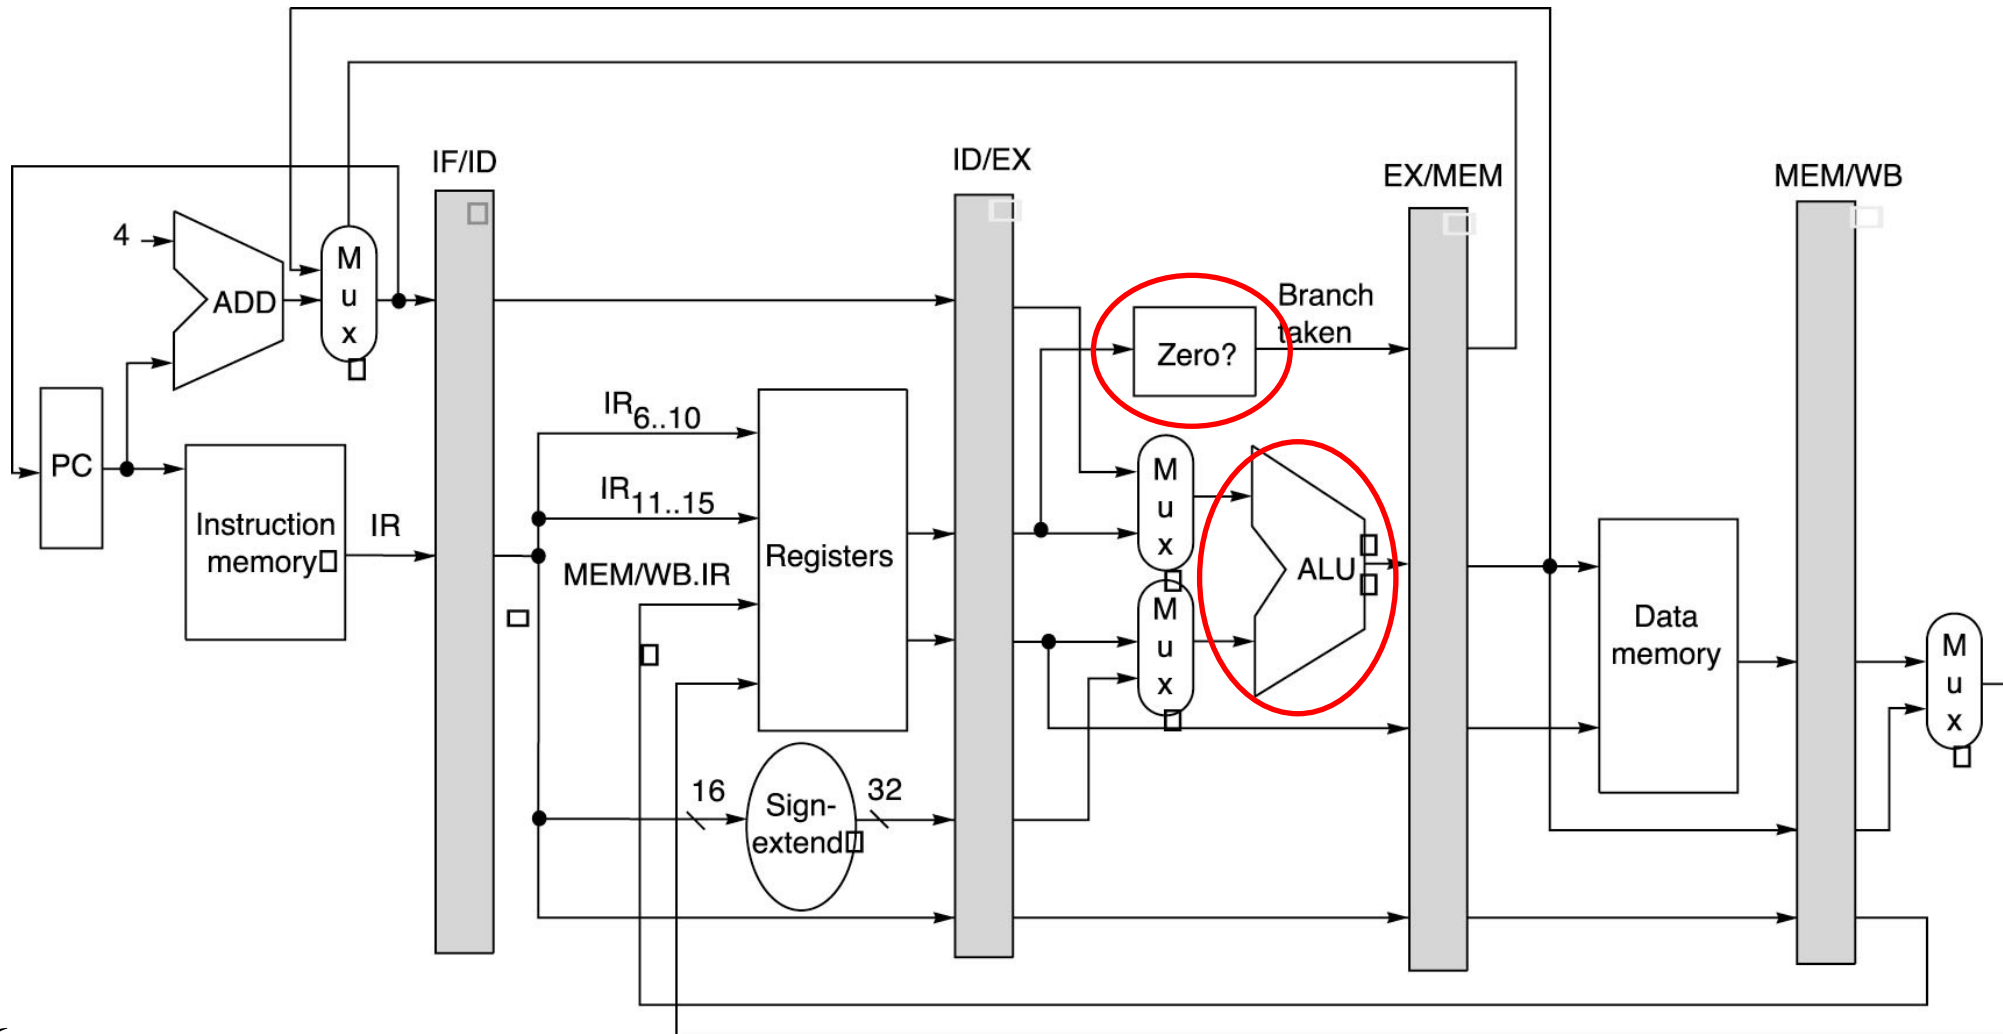 IF/ID
ID/EX
EX/MEM
MEM/WB
4
ADD
M
u
x
Branch
taken
Zero?
PC
Instruction
memory
IR
IR6..10
IR11..15
MEM/WB.IR
Registers
M
u
x
M
u
x
ALU
Data
memory
M
u
x
16
Sign-
extend
32